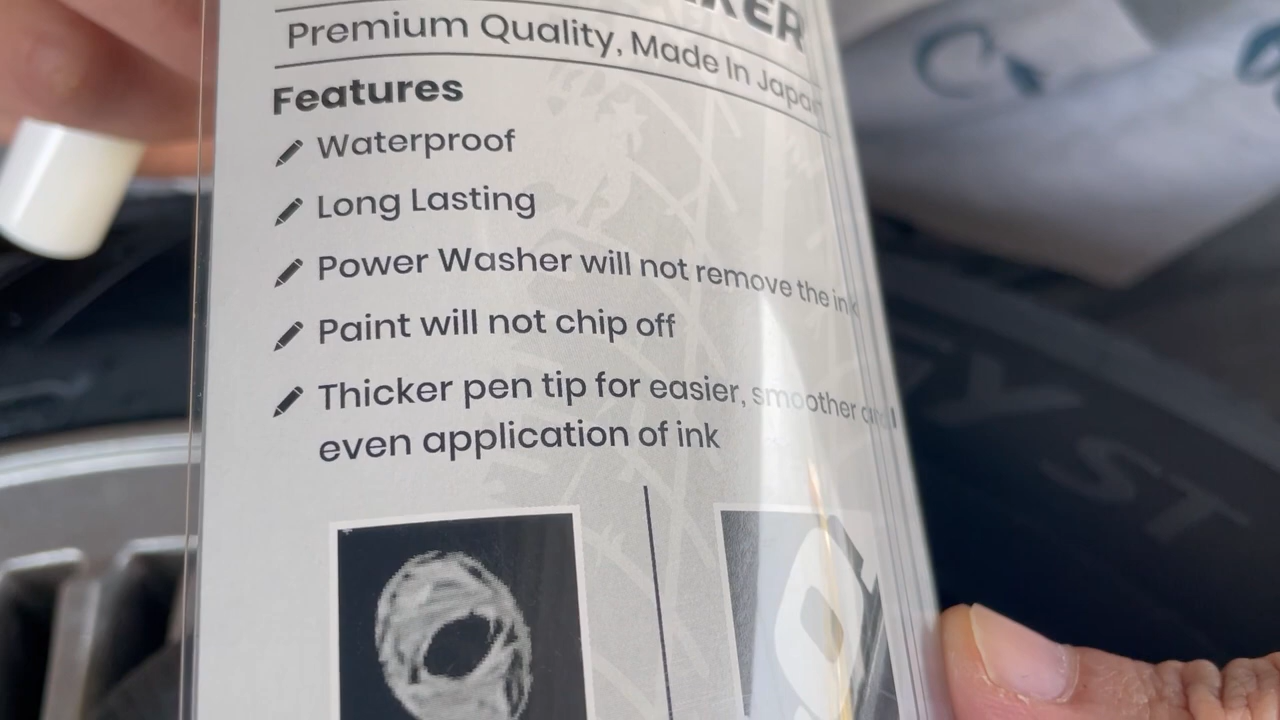 Premium Quality, Made In Japan
Features
Waterproof
Long Lasting
Power Washer will not remove the ink
Paint will not chip off
Thicker pen tip for easier, smoother and
even application of ink